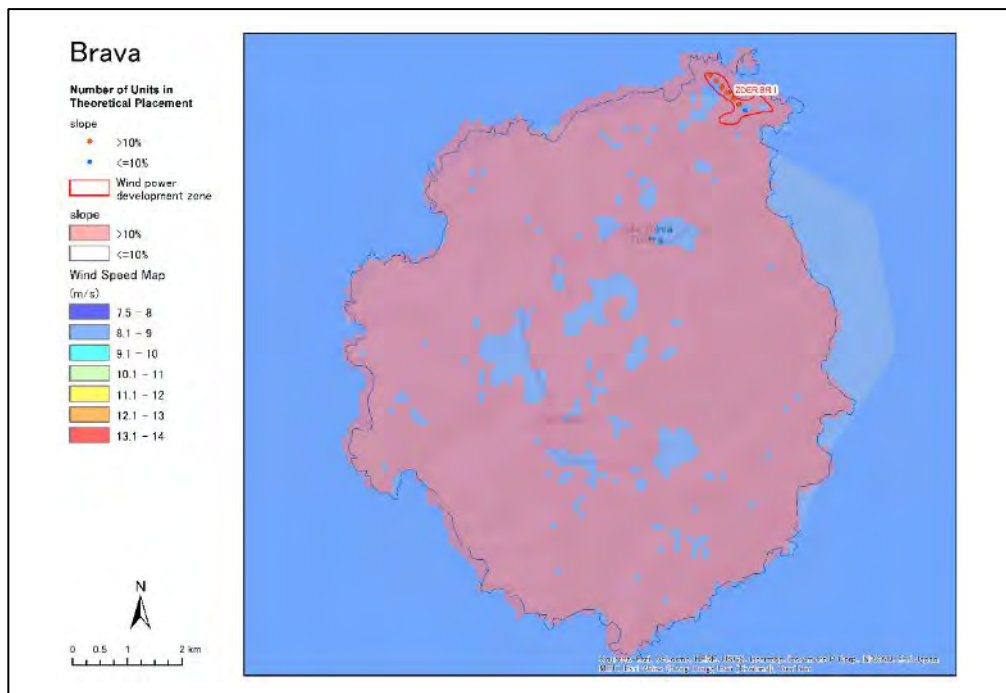 Brava
Number of Units in
Theoretical Placement
slope
>10%
<=10%
Wind power
development zone
slope
>10%
<=10%
Wind Speed Map
(m/s)
7.5 - 8
8.1 - 9
9.1 - 10
10.1 - 11
11.1 - 12
12.1 - 13
13.1 - 14
N
0 0.5 1 2 km
ZDER.BR.1